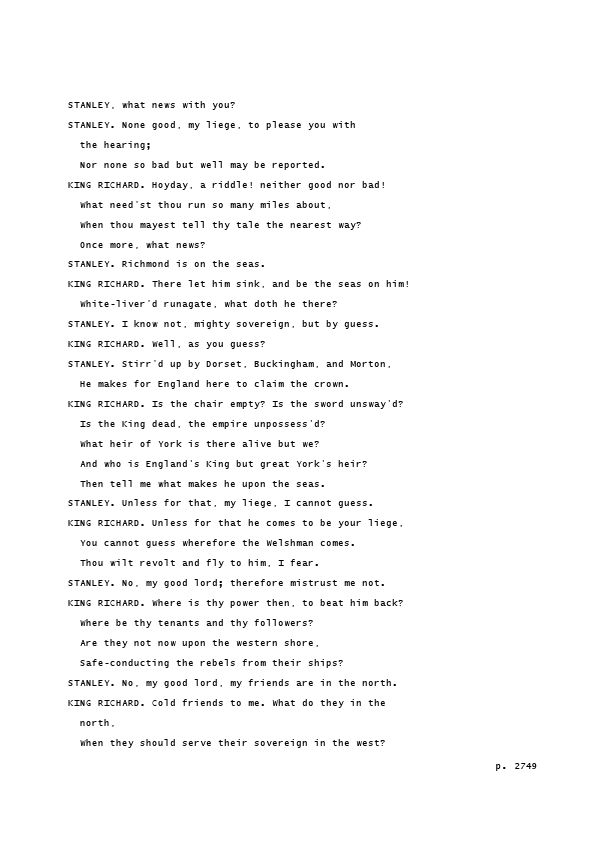 STANLEY, what news with you?
STANLEY. None good, my liege, to please you with
the hearing;
Nor none so bad but well may be reported.
KING RICHARD. Hoyday, a riddle! neither good nor bad!
What need'st thou run so many miles about,
When thou mayest tell thy tale the nearest way?
Once more, what news?
STANLEY. Richmond is on the seas.
KING RICHARD. There let him sink, and be the seas on him!
White-liver'd runagate, what doth he there?
STANLEY. I know not, mighty sovereign, but by guess.
KING RICHARD. Well, as you guess?
STANLEY. Stirr'd up by Dorset, Buckingham, and Morton,
He makes for England here to claim the crown.
KING RICHARD. Is the chair empty? Is the sword unsway'd?
Is the King dead, the empire unpossess'd?
What heir of York is there alive but we?
And who is England's King but great York's heir?
Then tell me what makes he upon the seas.
STANLEY. Unless for that, my liege, I cannot guess.
KING RICHARD. Unless for that he comes to be your liege,
You cannot guess wherefore the Welshman comes.
Thou wilt revolt and fly to him, I fear.
STANLEY. No, my good lord; therefore mistrust me not.
KING RICHARD. Where is thy power then, to beat him back?
Where be thy tenants and thy followers?
Are they not now upon the western shore,
Safe-conducting the rebels from their ships?
STANLEY. No, my good lord, my friends are in the north.
KING RICHARD. Cold friends to me. What do they in the
north,
When they should serve their sovereign in the west?
p. 2749